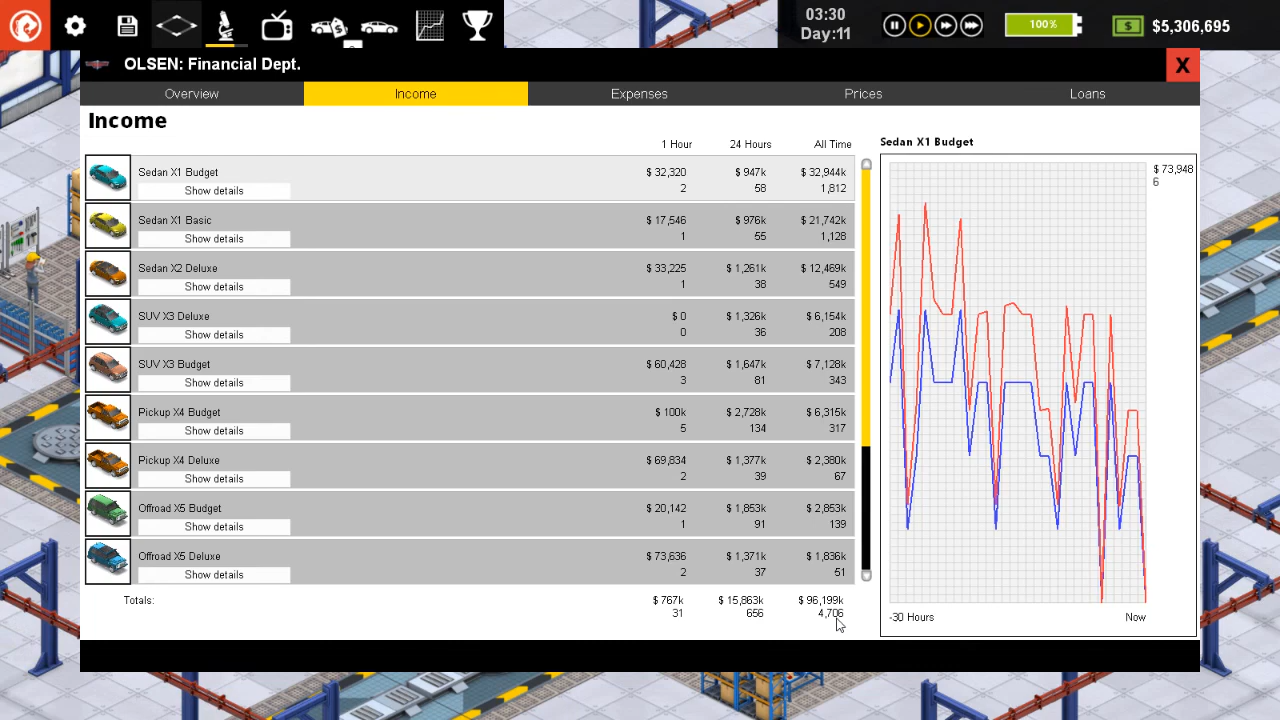 03:30
Day:11
100%
$5,306,695
OLSEN: Financial Dept.
X
Overview
Income
Expenses
Prices
Loans
Income
1 Hour
24 Hours
All Time
Sedan X1 Budget
$ 32,320
$ 947k
$ 32,944k
Show details
2
58
1,812
Sedan X1 Basic
$ 17,546
$ 976k
$ 21,742k
Show details
1
55
1,128
Sedan X2 Deluxe
$ 33,225
$ 1,261k
$ 12,469k
Show details
1
38
549
SUV X3 Deluxe
$ 0
$ 1,326k
$ 6,154k
Show details
0
36
208
SUV X3 Budget
$ 60,428
$ 1,647k
$ 7,128k
Show details
3
81
343
Pickup X4 Budget
$ 100k
$ 2,728k
$ 6,315k
Show details
5
134
317
Pickup X4 Deluxe
$ 69,834
$ 1,377k
$ 2,380k
Show details
2
39
67
Offroad X5 Budget
$ 20,142
$ 1,853k
$ 2,853k
Show details
1
91
139
Offroad X5 Deluxe
$ 73,636
$ 1,371k
$ 1,836k
Show details
2
37
51
Totals:
$ 767k
$ 15,863k
$ 96,199k
31
656
4,706
Sedan X1 Budget
$ 73,948
6
-30 Hours
Now